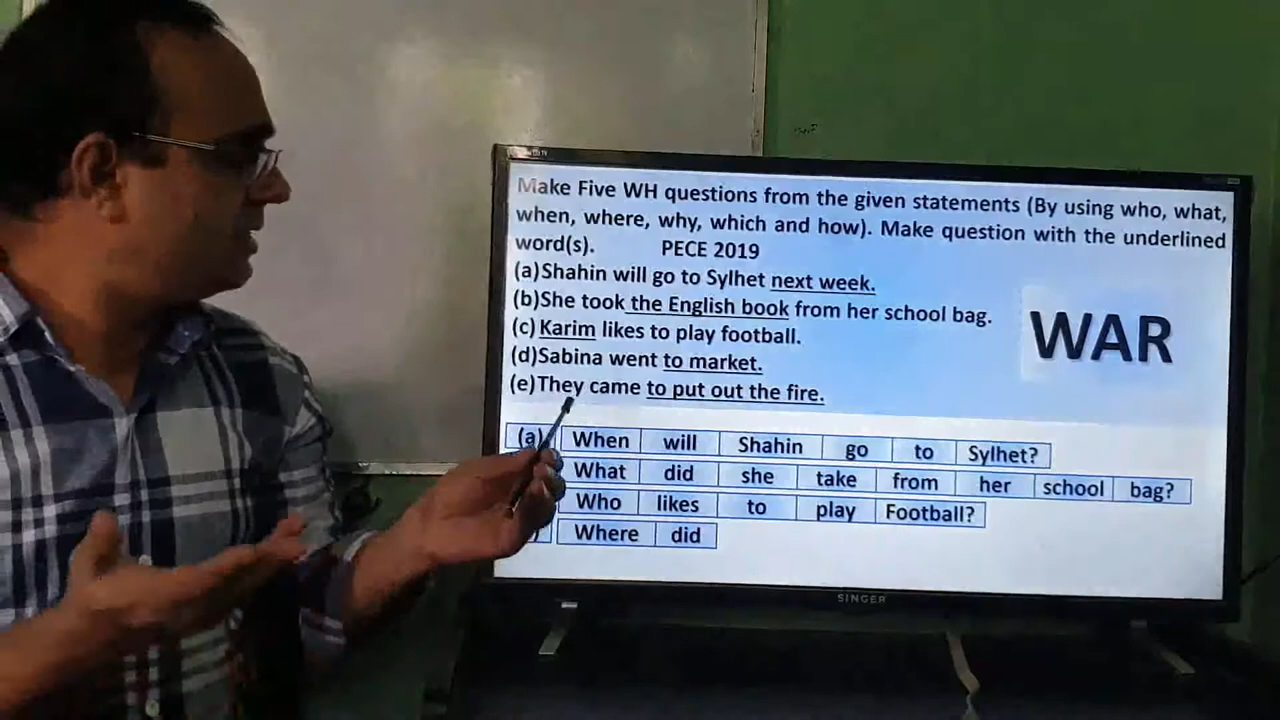 Make Five WH questions from the given statements (By using who, what,
when, where, why, which and how). Make question with the underlined
word(s). PECE 2019
(a)Shahin will go to Sylhet next week.
(b)She took the English book from her school bag.
(c) Karim likes to play football.
(d)Sabina went to market.
(e)They came to put out the fire.
WAR
(a) When will Shahin go to Sylhet?
What did she take from her school bag?
Who likes to play Football?
Where did
SINGER